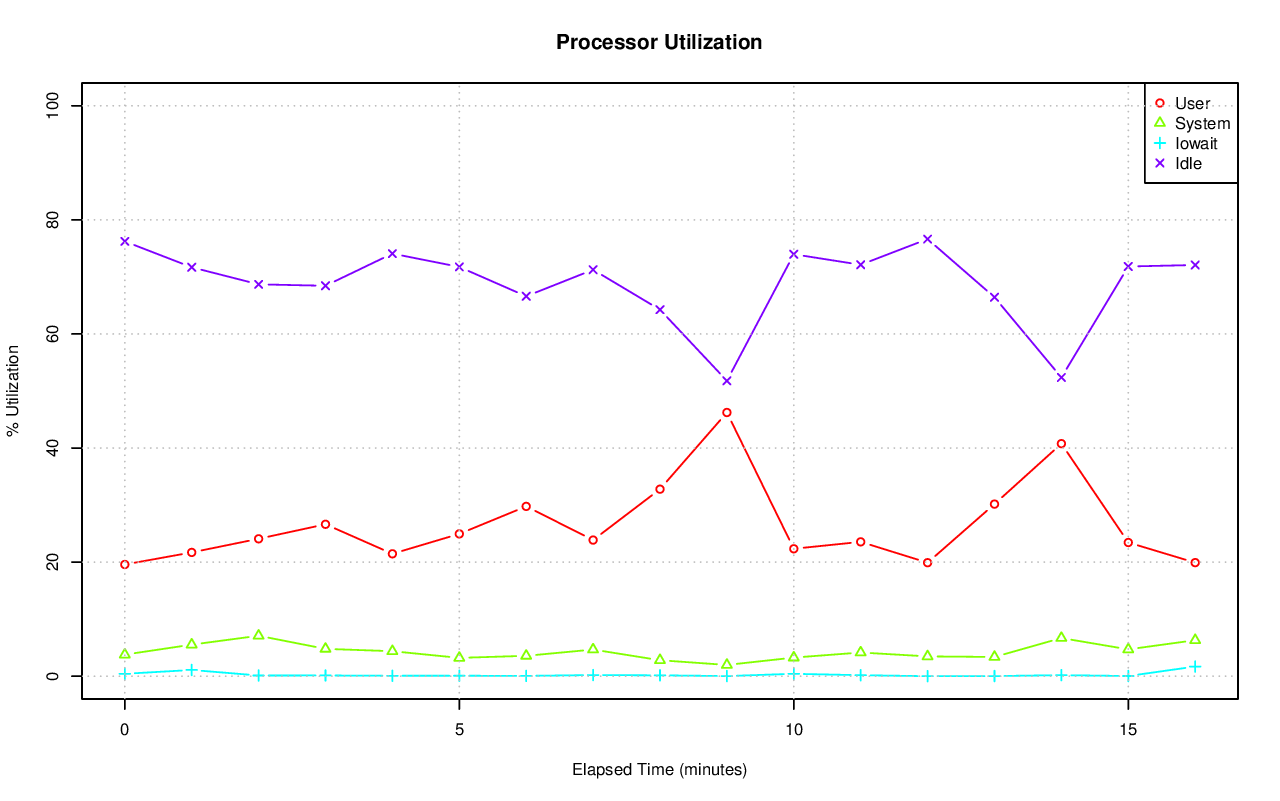 Processor Utilization
User
System
Iowait
Idle
% Utilization
100
80
60
40
20
0
0 5 10 15
Elapsed Time (minutes)